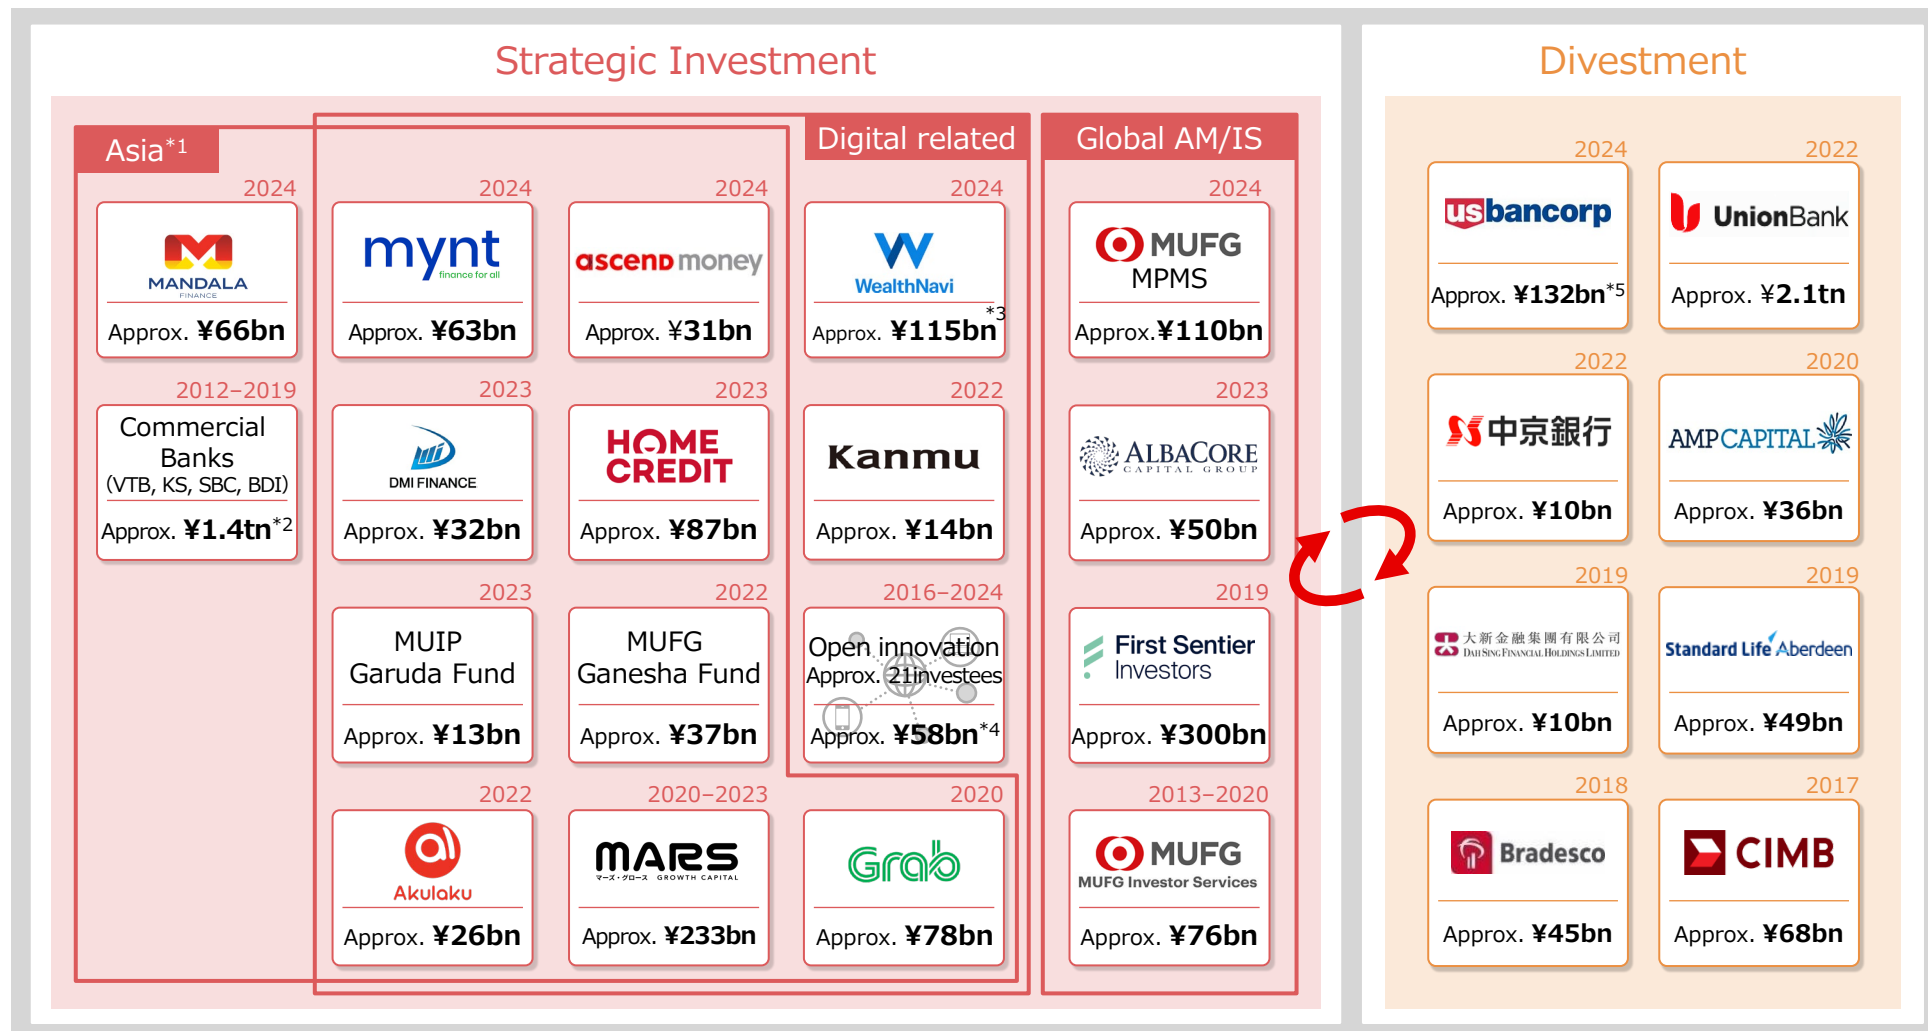 Strategic Investment
Divestment
Asia*1
Digital related
Global AM/IS
2024
MANDALA
FINANCE
Approx. ¥66bn
2024
mynt
finance for all
Approx. ¥63bn
2024
ascend money
Approx. ¥31bn
2024
WealthNavi
Approx. ¥115bn*3
2024
MUFG
MPMS
Approx.¥110bn
2012–2019
Commercial
Banks
(VTB, KS, SBC, BDI)
Approx. ¥1.4tn*2
2023
DMI FINANCE
Approx. ¥32bn
2023
HOME
CREDIT
Approx. ¥87bn
2022
Kanmu
Approx. ¥14bn
2023
ALBACORE
CAPITAL GROUP
Approx. ¥50bn
2023
MUIP
Garuda Fund
Approx. ¥13bn
2022
MUFG
Ganesha Fund
Approx. ¥37bn
2016–2024
Open innovation
Approx. 21investees
Approx. ¥58bn*4
2019
First Sentier
Investors
Approx. ¥300bn
2022
Akulaku
Approx. ¥26bn
2020–2023
MARS
マーズ・グロース GROWTH CAPITAL
Approx. ¥233bn
2020
Grab
Approx. ¥78bn
2013–2020
MUFG
MUFG Investor Services
Approx. ¥76bn
2024
usbancorp
Approx. ¥132bn*5
2022
UnionBank
Approx. ¥2.1tn
2022
中京銀行
Approx. ¥10bn
2020
AMP CAPITAL
Approx. ¥36bn
2019
大新金融集團有限公司
DAH SING FINANCIAL HOLDINGS LIMITED
Approx. ¥10bn
2019
Standard Life Aberdeen
Approx. ¥49bn
2018
Bradesco
Approx. ¥45bn
2017
CIMB
Approx. ¥68bn